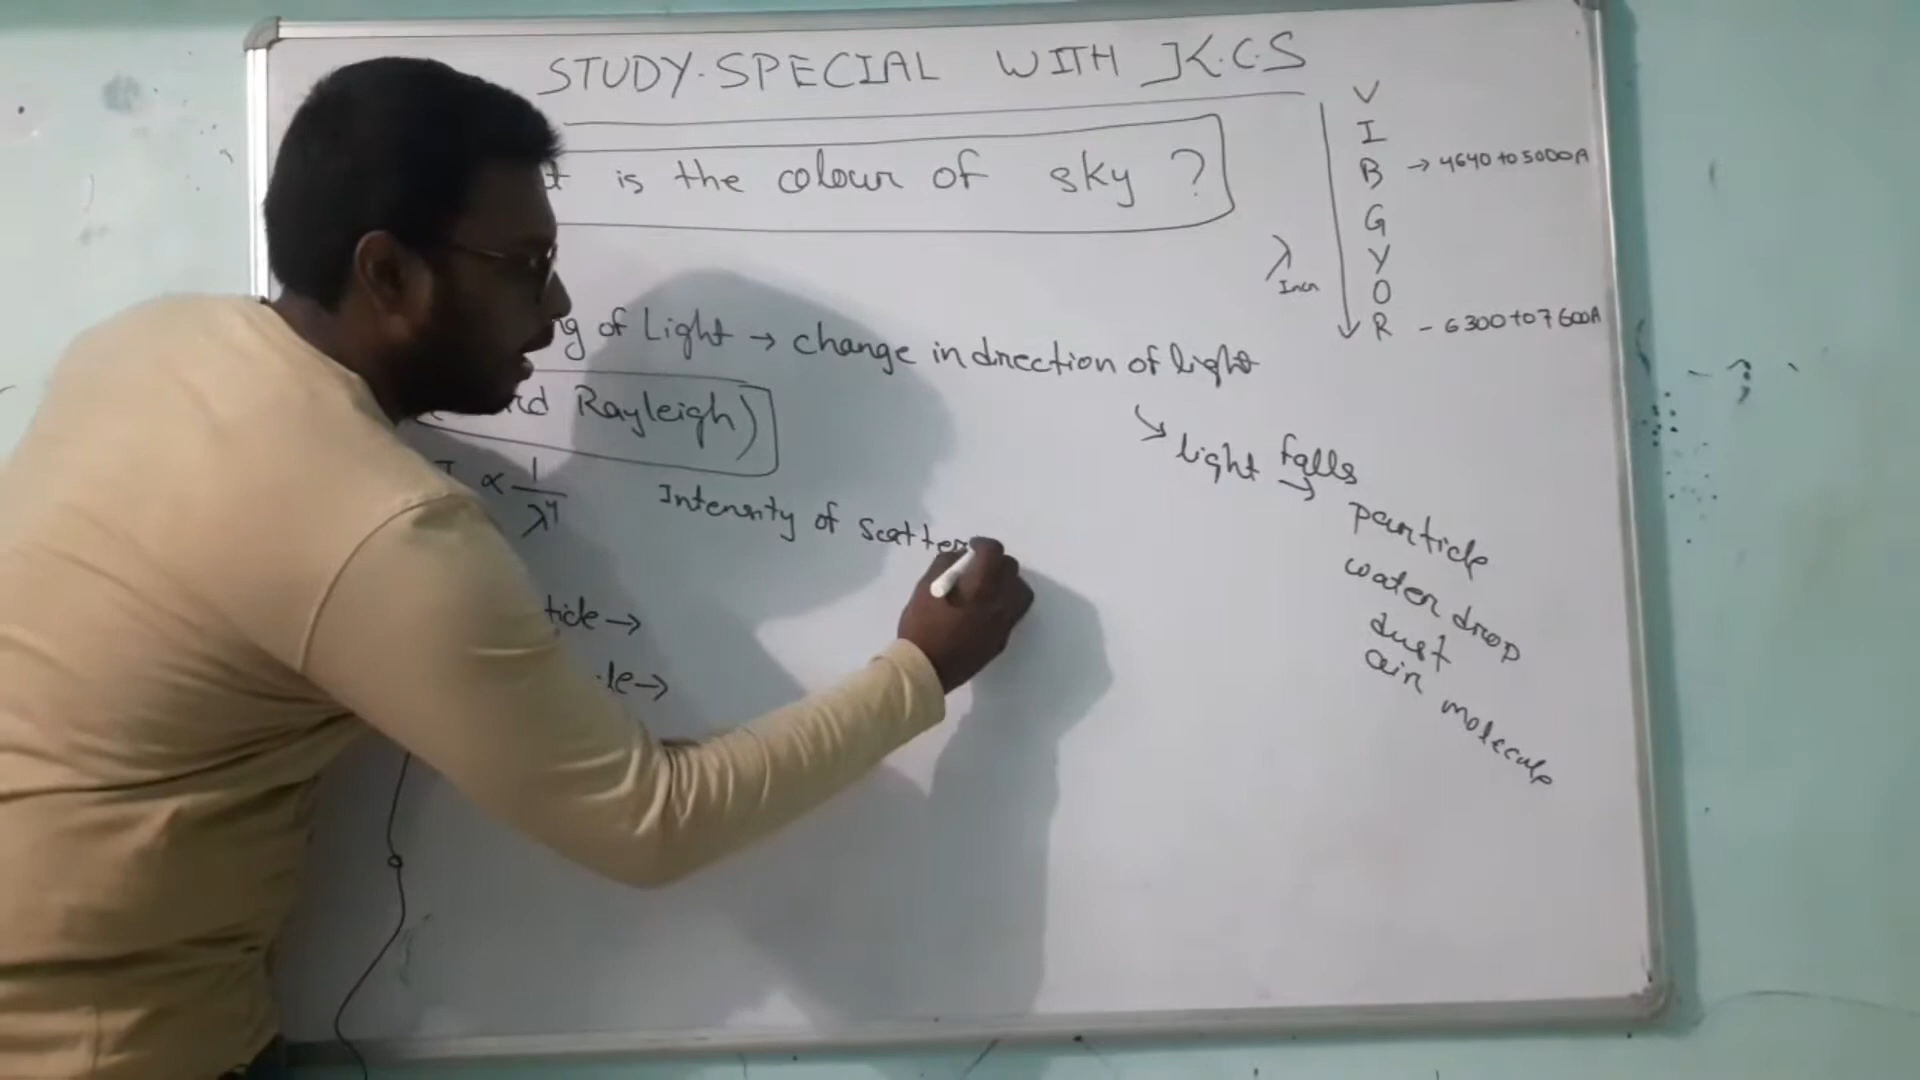 STUDY.SPECIAL WITH K.C.S
is the colour of sky ?
V
I
B → 4640 to 5000A
G
Y
O
R - 6300 to 7600A
λ
Incr
ng of Light → change in direction of light
rd Rayleigh)
∝ 1/λ⁴
Intensity of Scatter
light falls →
particle
water drop
dust
air molecule
ticle →
le →